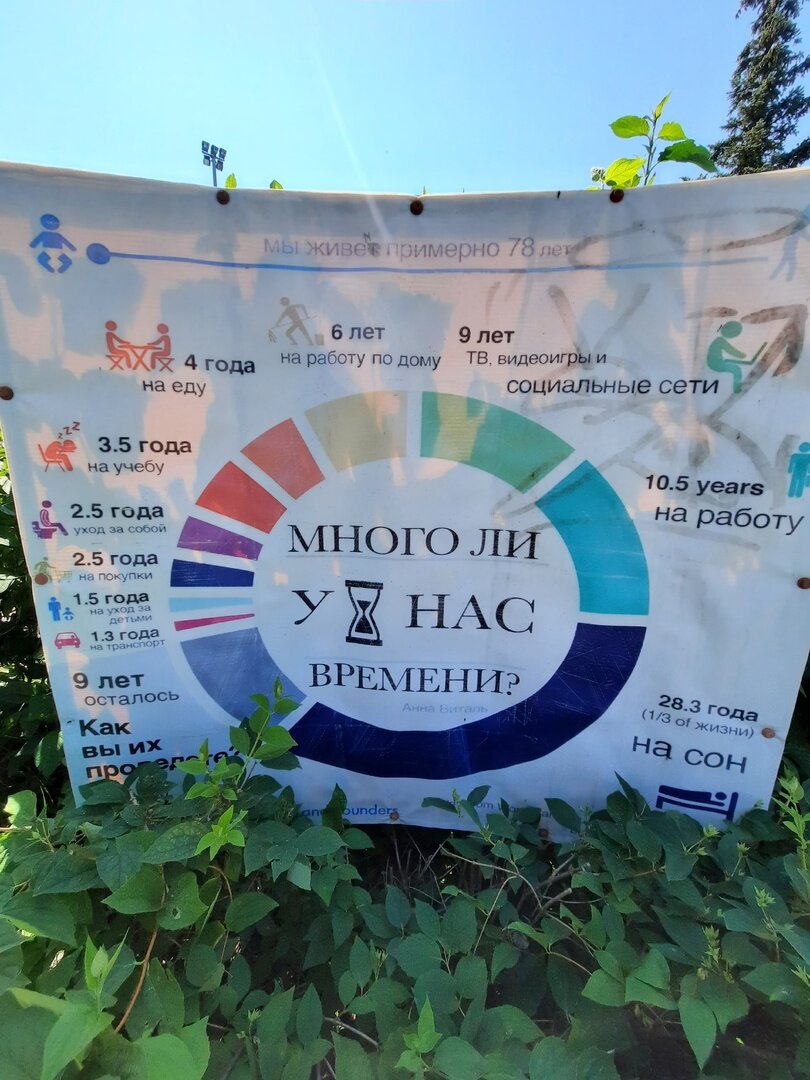 мы живет примерно 78 лет
6 лет
на работу по дому
9 лет
ТВ, видеоигры и
социальные сети
4 года
на еду
3.5 года
на учебу
10.5 years
на работу
2.5 года
уход за собой
2.5 года
на покупки
1.5 года
на уход за
детьми
1.3 года
на транспорт
МНОГО ЛИ
У НАС
ВРЕМЕНИ?
Анна Виталь
9 лет
осталось
Как
вы их
28.3 года
(1/3 of жизни)
на сон